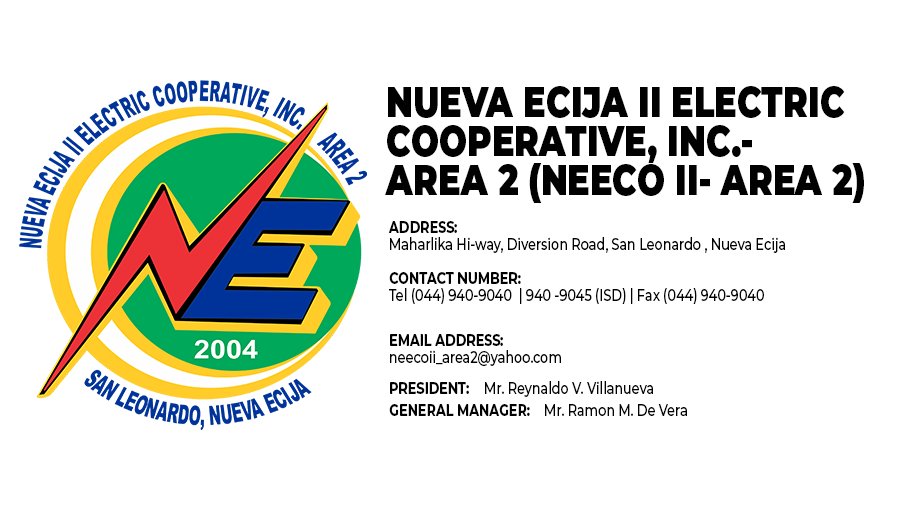 NUEVA ECIJA II ELECTRIC COOPERATIVE, INC. AREA 2
NE
2004
SAN LEONARDO, NUEVA ECIJA
NUEVA ECIJA II ELECTRIC
COOPERATIVE, INC.-
AREA 2 (NEECO II- AREA 2)
ADDRESS:
Maharlika Hi-way, Diversion Road, San Leonardo , Nueva Ecija
CONTACT NUMBER:
Tel (044) 940-9040 | 940 -9045 (ISD) | Fax (044) 940-9040
EMAIL ADDRESS:
neecoii_area2@yahoo.com
PRESIDENT: Mr. Reynaldo V. Villanueva
GENERAL MANAGER: Mr. Ramon M. De Vera